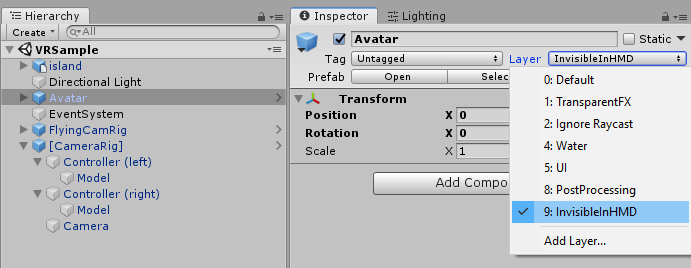 Hierarchy
Create
All
VRSample
island
Directional Light
Avatar
EventSystem
FlyingCamRig
[CameraRig]
Controller (left)
Model
Controller (right)
Model
Camera
Inspector Lighting
Avatar Static
Tag Untagged Layer InvisibleInHMD
Prefab Open Selec
Transform
Position X 0
Rotation X 0
Scale X 1
Add Compo
0: Default
1: TransparentFX
2: Ignore Raycast
4: Water
5: UI
8: PostProcessing
9: InvisibleInHMD
Add Layer...